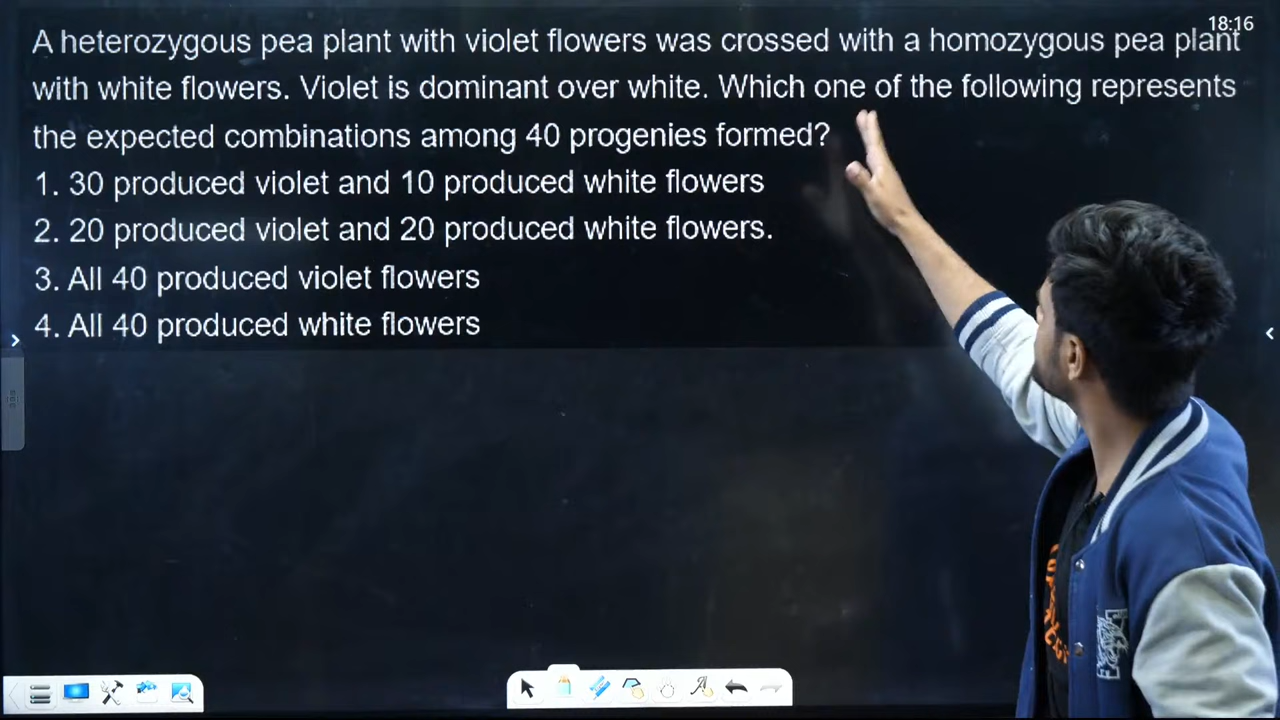 18:16
A heterozygous pea plant with violet flowers was crossed with a homozygous pea plant
with white flowers. Violet is dominant over white. Which one of the following represents
the expected combinations among 40 progenies formed?
1. 30 produced violet and 10 produced white flowers
2. 20 produced violet and 20 produced white flowers.
3. All 40 produced violet flowers
4. All 40 produced white flowers